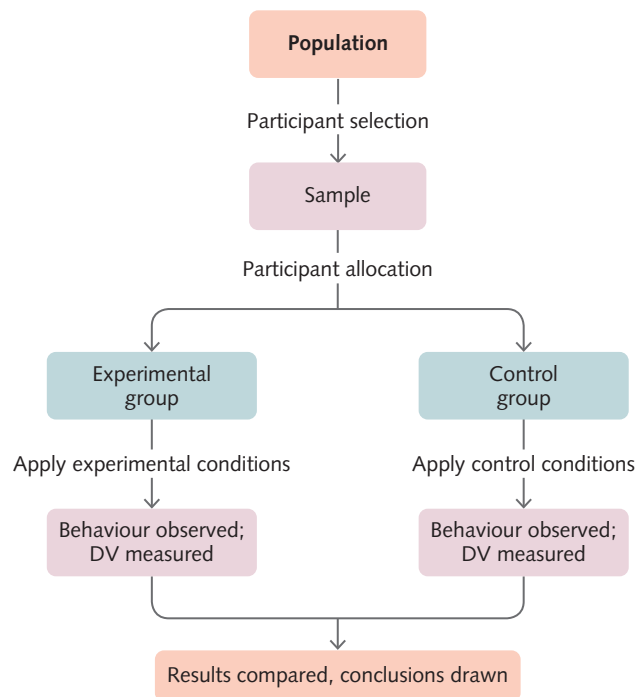 Population
Participant selection
Sample
Participant allocation
Experimental
group
Control
group
Apply experimental conditions
Apply control conditions
Behaviour observed;
DV measured
Behaviour observed;
DV measured
Results compared, conclusions drawn